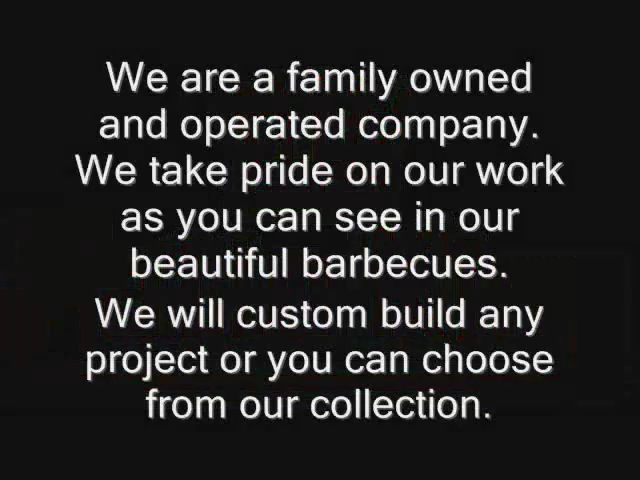 We are a family owned
and operated company.
We take pride on our work
as you can see in our
beautiful barbecues.
We will custom build any
project or you can choose
from our collection.